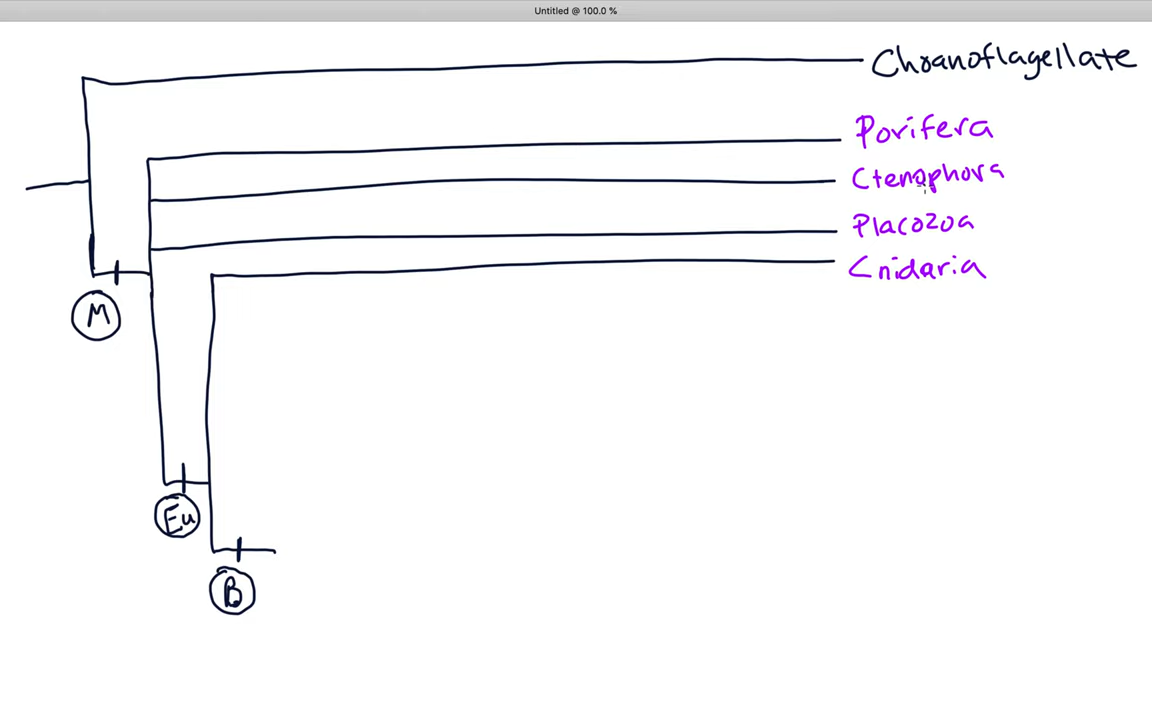 Untitled @ 100.0 %
Choanoflagellate
Porifera
Ctenophora
Placozoa
Cnidaria
M
Eu
B